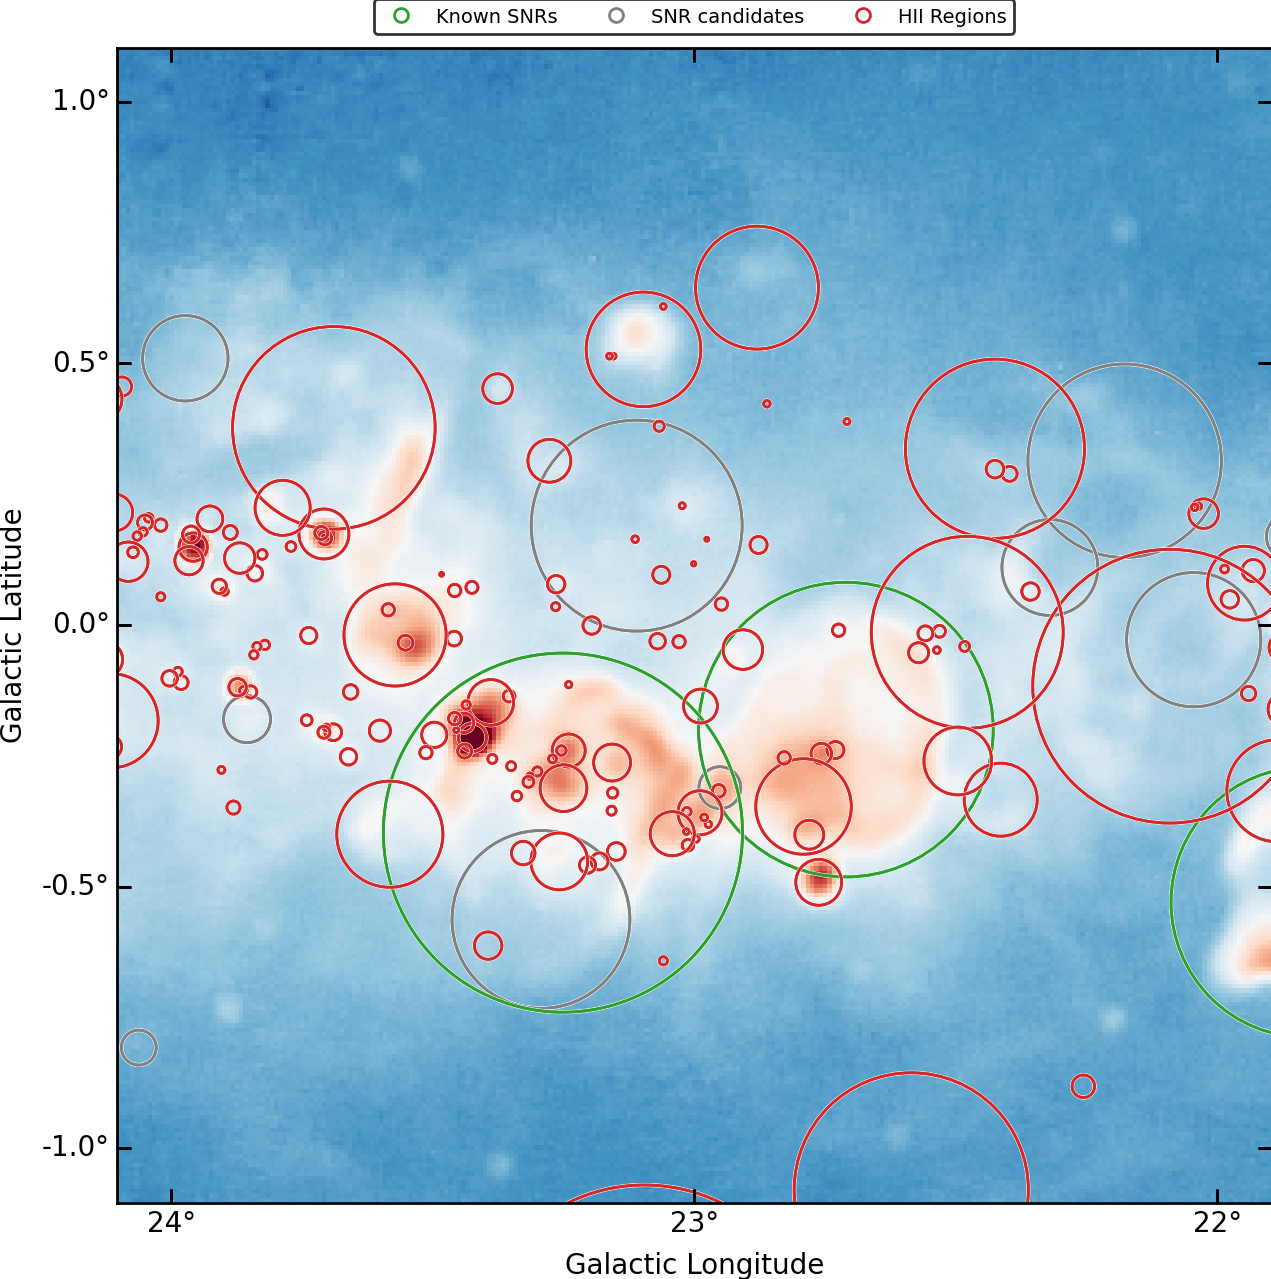 Known SNRs SNR candidates HII Regions
1.0°
0.5°
0.0°
-0.5°
-1.0°
Galactic Latitude
24° 23° 22°
Galactic Longitude